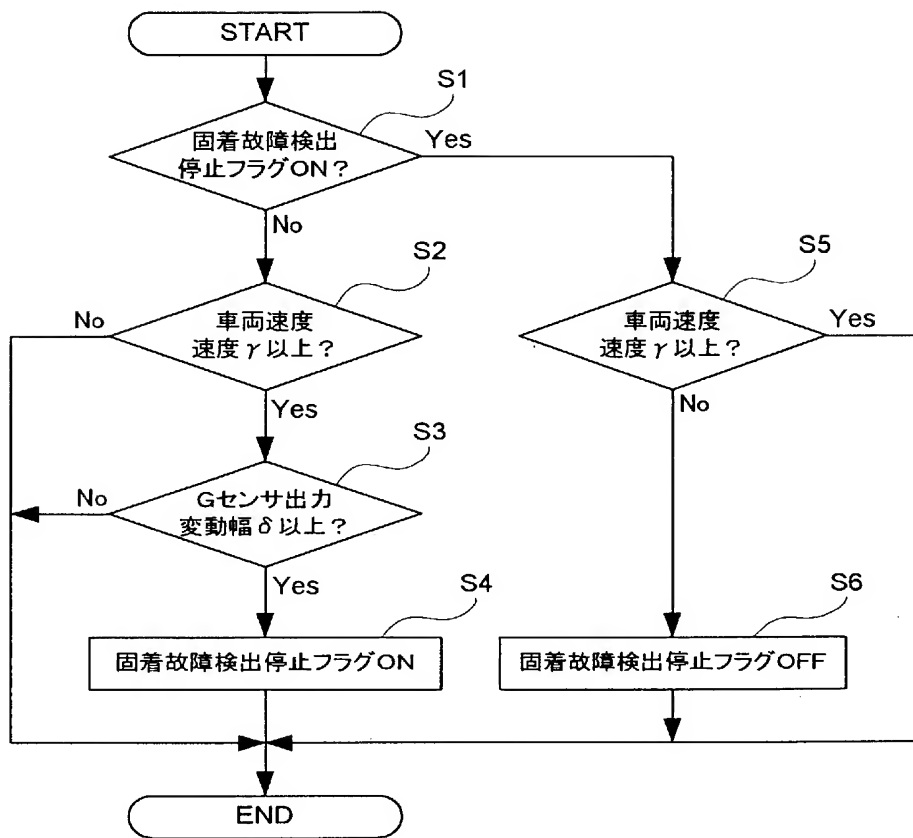 START
S1
固着故障検出
停止フラグON？
Yes
No
S2
車両速度
速度γ以上？
No
Yes
S5
車両速度
速度γ以上？
Yes
No
S3
Gセンサ出力
変動幅δ以上？
No
Yes
S4
固着故障検出停止フラグON
S6
固着故障検出停止フラグOFF
END